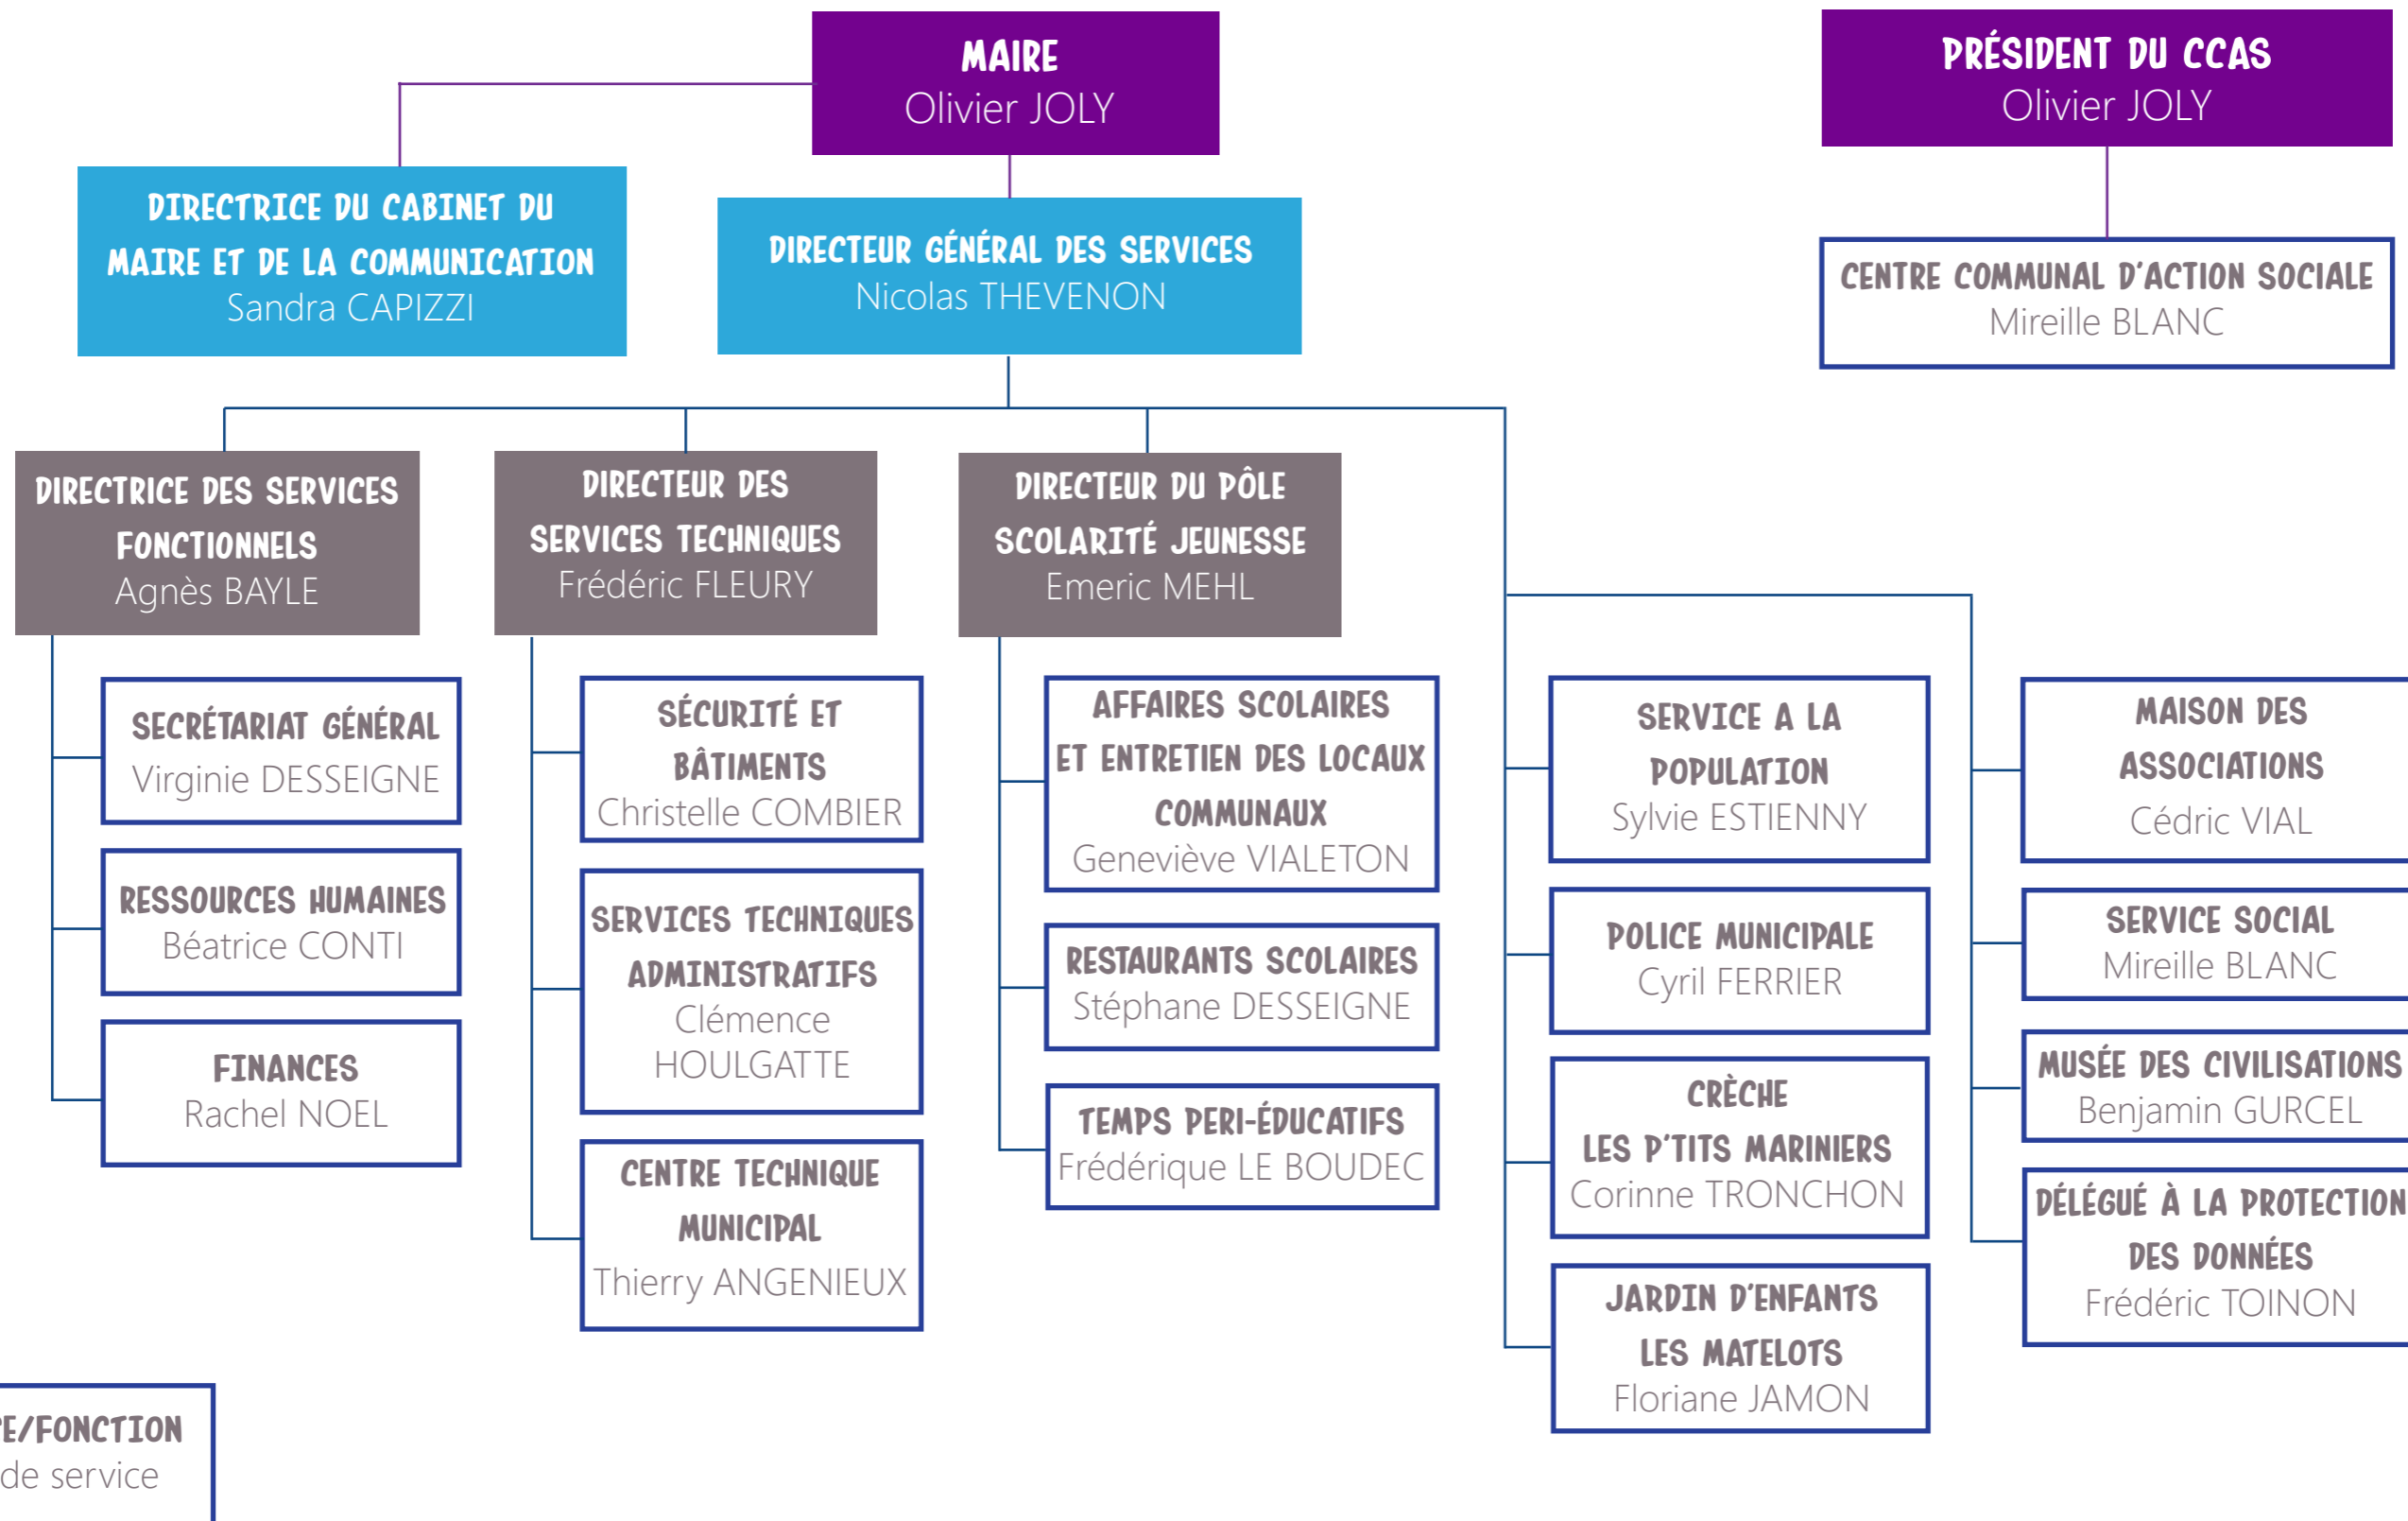 MAIRE
Olivier JOLY
PRÉSIDENT DU CCAS
Olivier JOLY
DIRECTRICE DU CABINET DU
MAIRE ET DE LA COMMUNICATION
Sandra CAPIZZI
DIRECTEUR GÉNÉRAL DES SERVICES
Nicolas THEVENON
CENTRE COMMUNAL D'ACTION SOCIALE
Mireille BLANC
DIRECTRICE DES SERVICES
FONCTIONNELS
Agnès BAYLE
DIRECTEUR DES
SERVICES TECHNIQUES
Frédéric FLEURY
DIRECTEUR DU PÔLE
SCOLARITÉ JEUNESSE
Emeric MEHL
SECRÉTARIAT GÉNÉRAL
Virginie DESSEIGNE
RESSOURCES HUMAINES
Béatrice CONTI
FINANCES
Rachel NOEL
SÉCURITÉ ET
BÂTIMENTS
Christelle COMBIER
SERVICES TECHNIQUES
ADMINISTRATIFS
Clémence
HOULGATTE
CENTRE TECHNIQUE
MUNICIPAL
Thierry ANGENIEUX
AFFAIRES SCOLAIRES
ET ENTRETIEN DES LOCAUX
COMMUNAUX
Geneviève VIALETON
RESTAURANTS SCOLAIRES
Stéphane DESSEIGNE
TEMPS PERI-ÉDUCATIFS
Frédérique LE BOUDEC
SERVICE A LA
POPULATION
Sylvie ESTIENNY
POLICE MUNICIPALE
Cyril FERRIER
CRÈCHE
LES P'TITS MARINIERS
Corinne TRONCHON
JARDIN D'ENFANTS
LES MATELOTS
Floriane JAMON
MAISON DES
ASSOCIATIONS
Cédric VIAL
SERVICE SOCIAL
Mireille BLANC
MUSÉE DES CIVILISATIONS
Benjamin GURCEL
DÉLÉGUÉ À LA PROTECTION
DES DONNÉES
Frédéric TOINON
E/FONCTION
de service